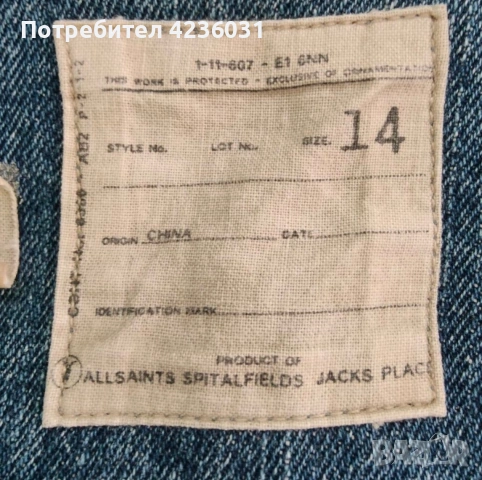 Потребител 4236031
1-11-607 - E1 6NN
THIS WORK IS PROTECTED - EXCLUSIVE OF ORNAMENTATION
STYLE No. LOT No. SIZE. 14
ORIGIN CHINA DATE
IDENTIFICATION MARK
PRODUCT OF
ALLSAINTS SPITALFIELDS JACKS PLAC